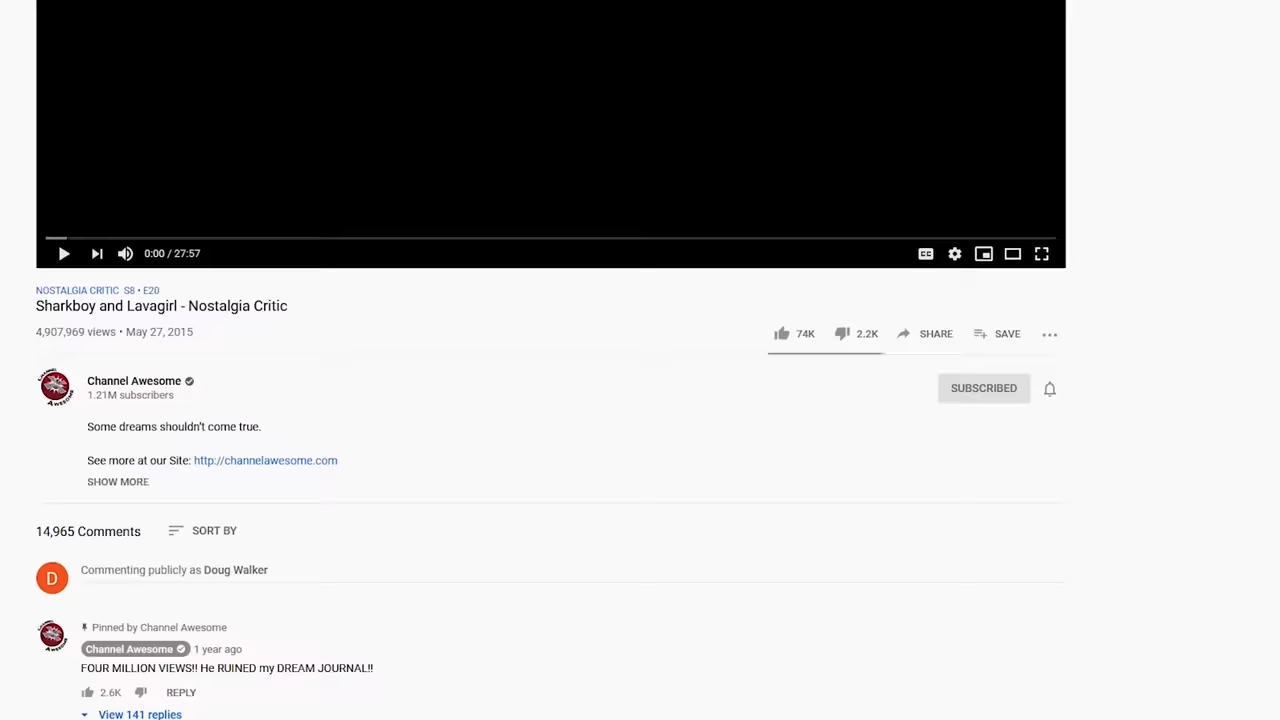 0:00 / 27:57
CC
NOSTALGIA CRITIC S8 • E20
Sharkboy and Lavagirl - Nostalgia Critic
4,907,969 views • May 27, 2015
74K 2.2K SHARE SAVE
Channel Awesome
1.21M subscribers
SUBSCRIBED
Some dreams shouldn't come true.
See more at our Site: http://channelawesome.com
SHOW MORE
14,965 Comments SORT BY
D
Commenting publicly as Doug Walker
Pinned by Channel Awesome
Channel Awesome 1 year ago
FOUR MILLION VIEWS!! He RUINED my DREAM JOURNAL!!
2.6K REPLY
View 141 replies